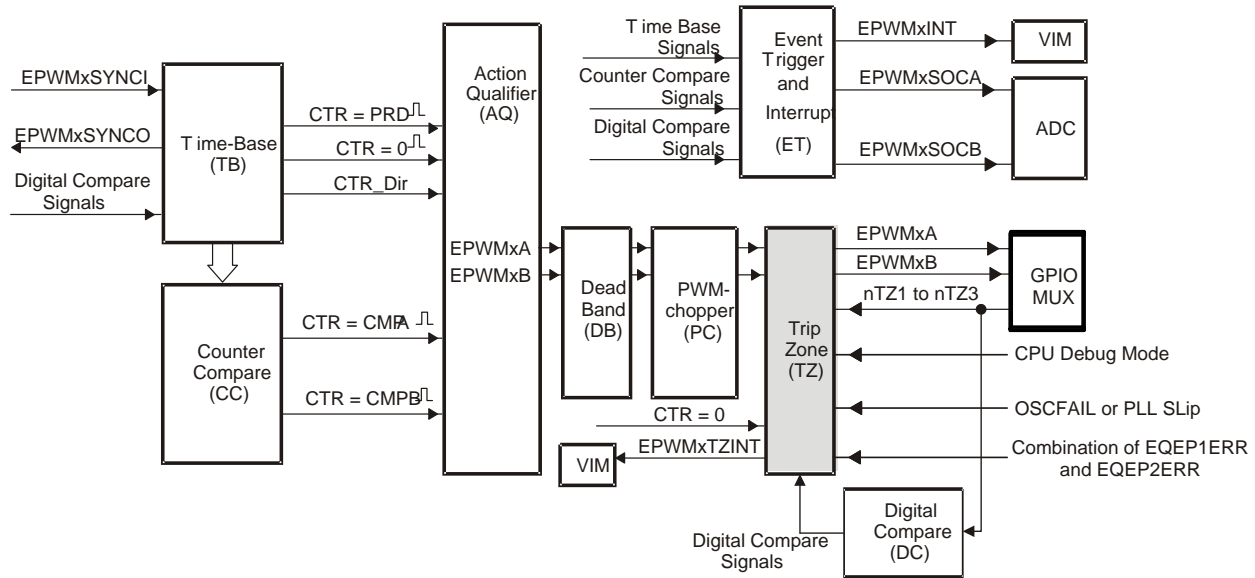 EPWMxSYNCI
EPWMxSYNCO
Digital Compare
Signals
Time-Base
(TB)
CTR = PRD
CTR = 0
CTR_Dir
Counter
Compare
(CC)
CTR = CMPA
CTR = CMPB
Action
Qualifier
(AQ)
EPWMxA
EPWMxB
Dead
Band
(DB)
PWM-
chopper
(PC)
CTR = 0
EPWMxTZINT
VIM
Time Base
Signals
Counter Compare
Signals
Digital Compare
Signals
Event
Trigger
and
Interrupt
(ET)
EPWMxINT
EPWMxSOCA
EPWMxSOCB
VIM
ADC
Trip
Zone
(TZ)
EPWMxA
EPWMxB
nTZ1 to nTZ3
GPIO
MUX
CPU Debug Mode
OSCFAIL or PLL SLip
Combination of EQEP1ERR
and EQEP2ERR
Digital
Compare
(DC)
Digital Compare
Signals